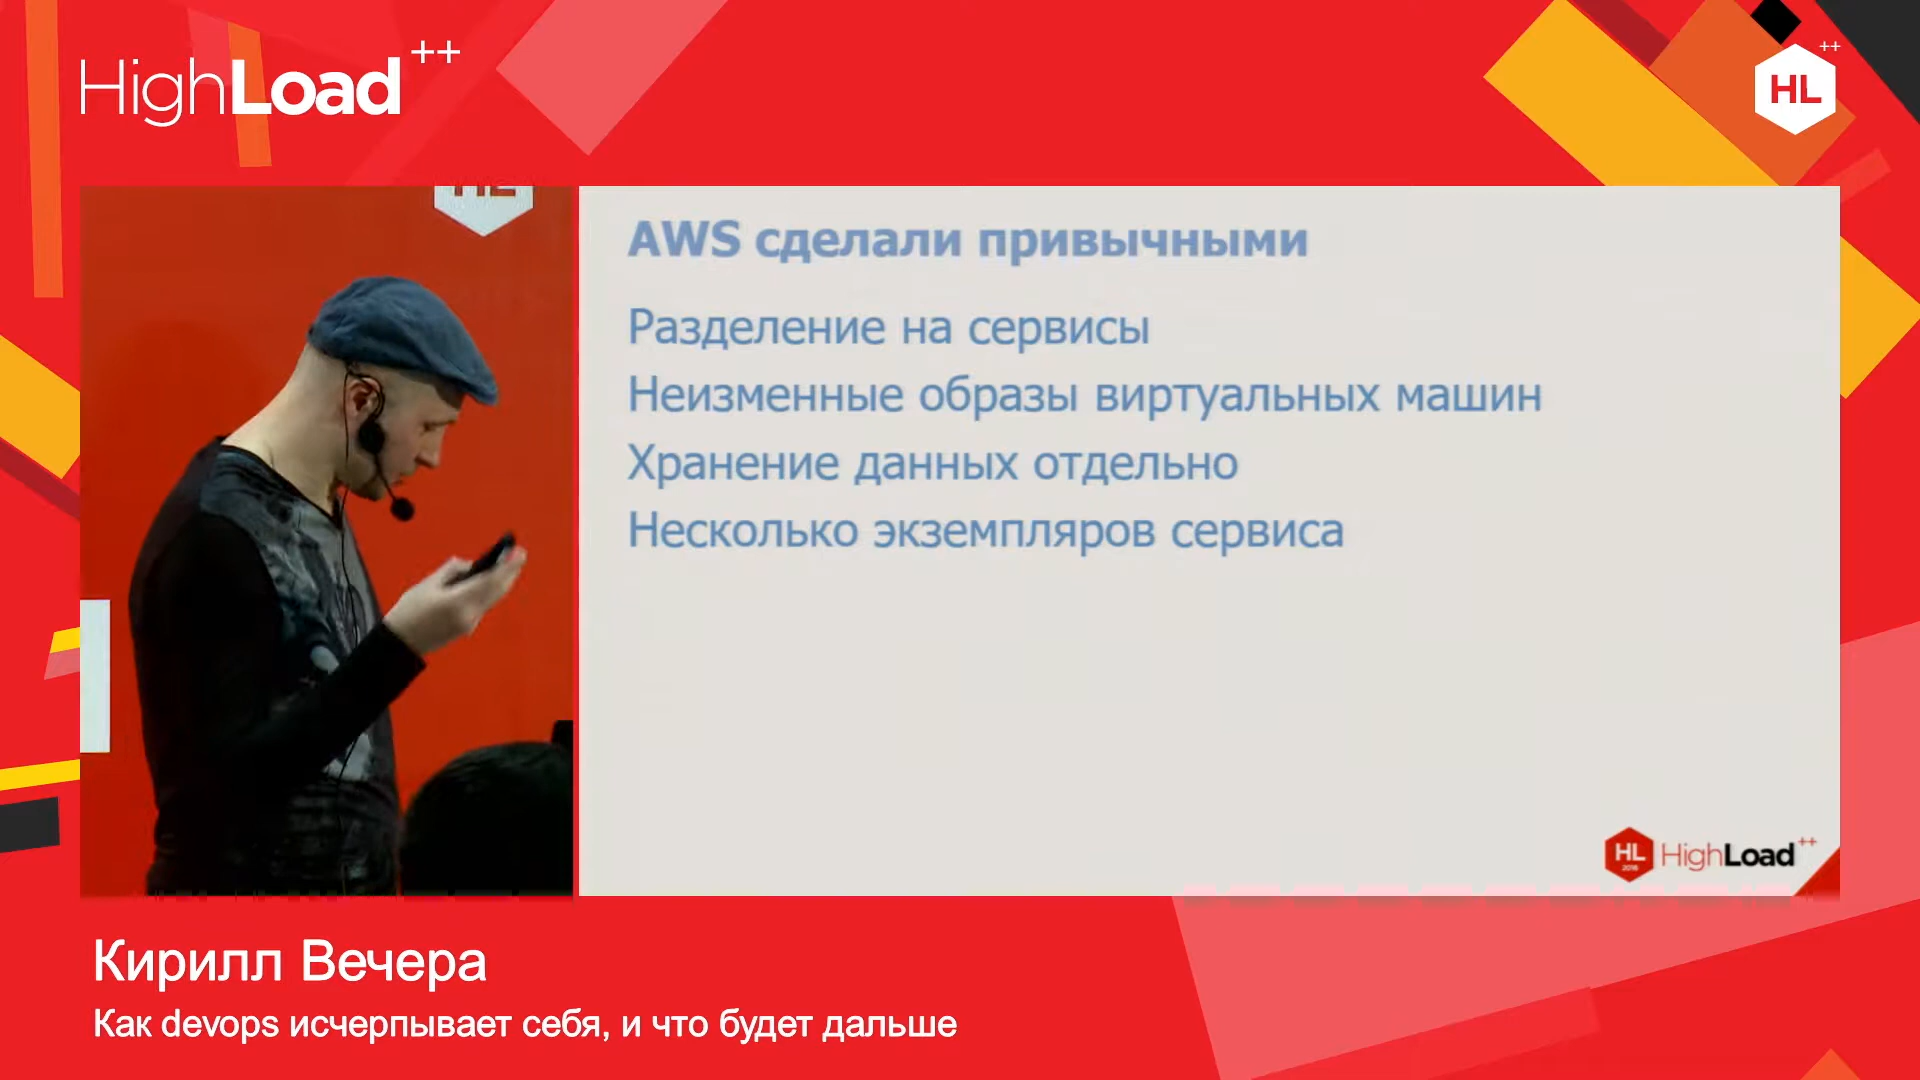 HighLoad++
HL++
AWS сделали привычными
Разделение на сервисы
Неизменные образы виртуальных машин
Хранение данных отдельно
Несколько экземпляров сервиса
HL
2016
HighLoad++
Кирилл Вечера
Как devops исчерпывает себя, и что будет дальше